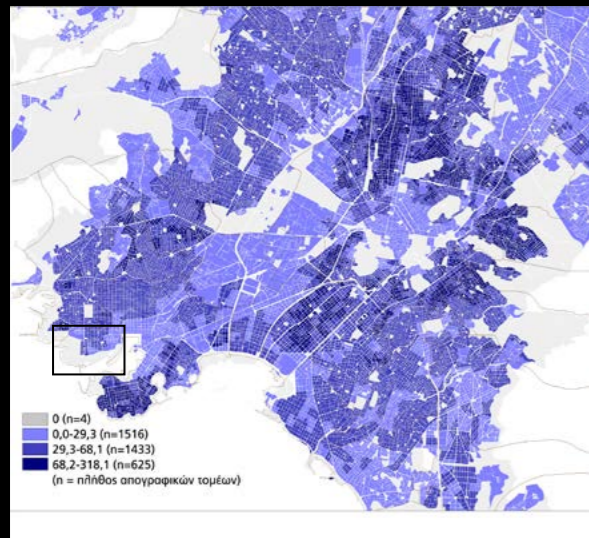 0 (n=4)
0,0-29,3 (n=1516)
29,3-68,1 (n=1433)
68,2-318,1 (n=625)
(n = πλήθος απογραφικών τομέων)